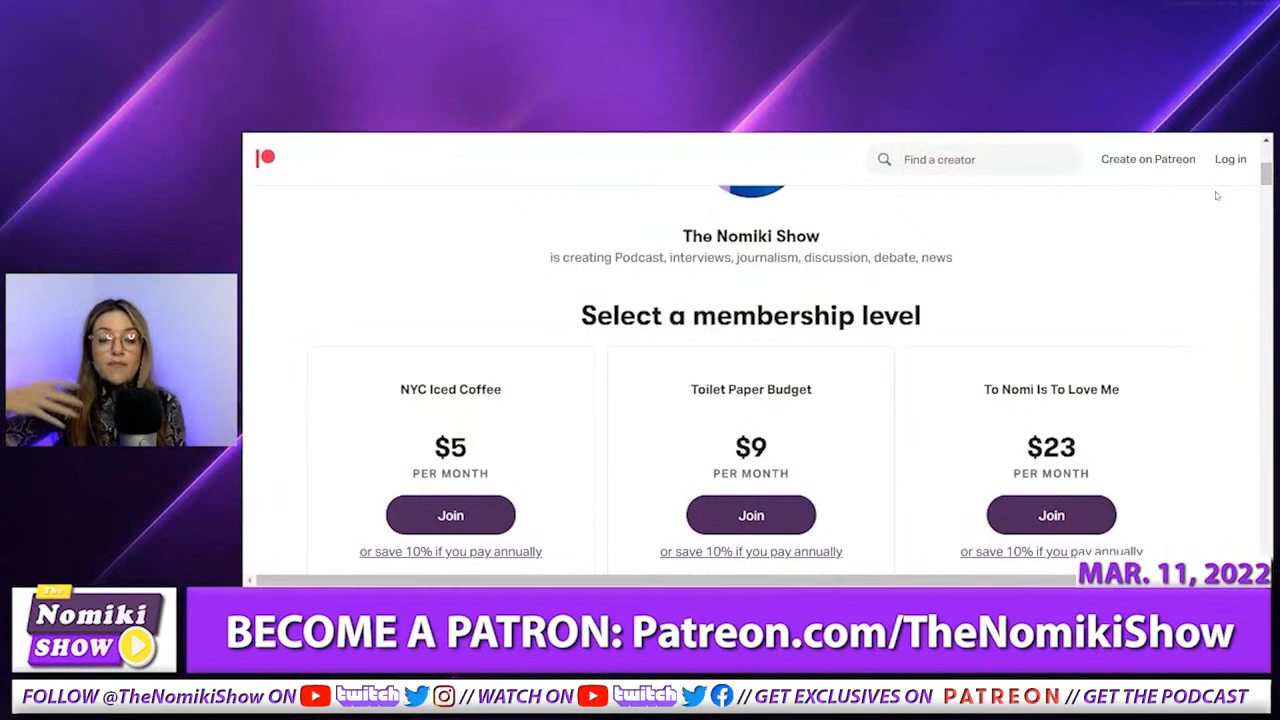 Find a creator
Create on Patreon
Log in
The Nomiki Show
is creating Podcast, interviews, journalism, discussion, debate, news
Select a membership level
NYC Iced Coffee
$5
PER MONTH
Join
or save 10% if you pay annually
Toilet Paper Budget
$9
PER MONTH
Join
or save 10% if you pay annually
To Nomi Is To Love Me
$23
PER MONTH
Join
or save 10% if you pay annually
MAR. 11, 2022
The
Nomiki
SHOW
BECOME A PATRON: Patreon.com/TheNomikiShow
FOLLOW @TheNomikiShow ON twitch // WATCH ON twitch // GET EXCLUSIVES ON PATREON // GET THE PODCAST